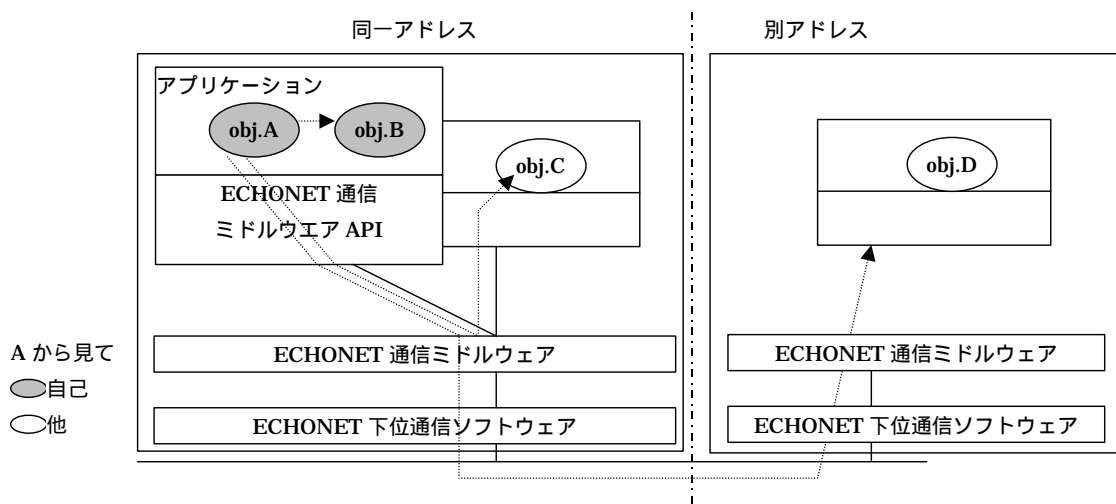 同一アドレス
別アドレス
アプリケーション
obj.A
obj.B
obj.C
obj.D
ECHONET 通信
ミドルウエア API
A から見て
自己
他
ECHONET 通信ミドルウェア
ECHONET 下位通信ソフトウェア
ECHONET 通信ミドルウェア
ECHONET 下位通信ソフトウェア